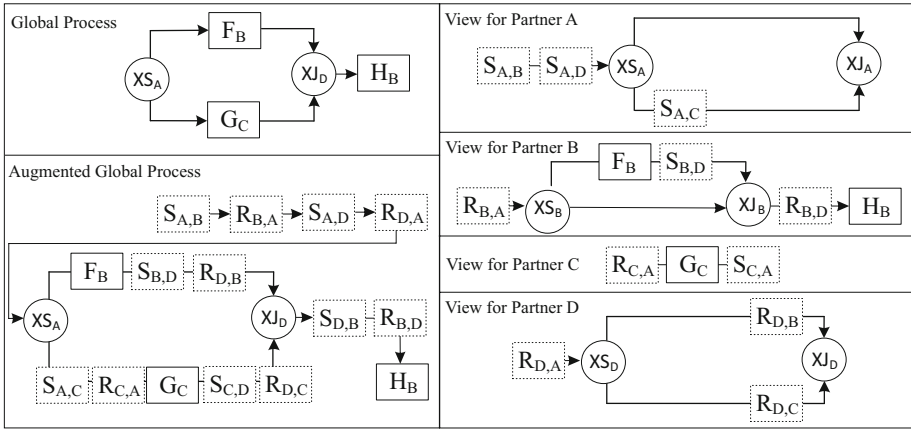 Global Process
F_B
XS_A
XJ_D
H_B
G_C
Augmented Global Process
S_A,B R_B,A S_A,D R_D,A
F_B S_B,D R_D,B
XS_A
XJ_D
S_D,B R_B,D
S_A,C R_C,A G_C S_C,D R_D,C
H_B
View for Partner A
S_A,B S_A,D XS_A XJ_A
S_A,C
View for Partner B
F_B S_B,D
R_B,A XS_B XJ_B R_B,D H_B
View for Partner C R_C,A G_C S_C,A
View for Partner D
R_D,B
R_D,A XS_D XJ_D
R_D,C